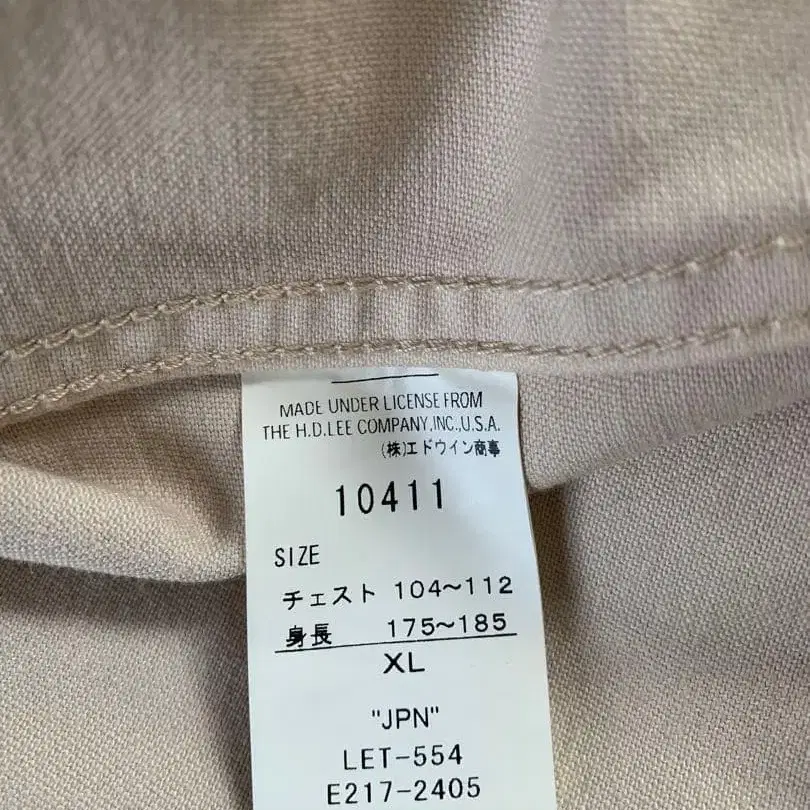 MADE UNDER LICENSE FROM
THE H.D.LEE COMPANY,INC.,U.S.A.
(株)エドウイン商事
10411
SIZE
チェスト 104〜112
身長 175〜185
XL
"JPN"
LET-554
E217-2405